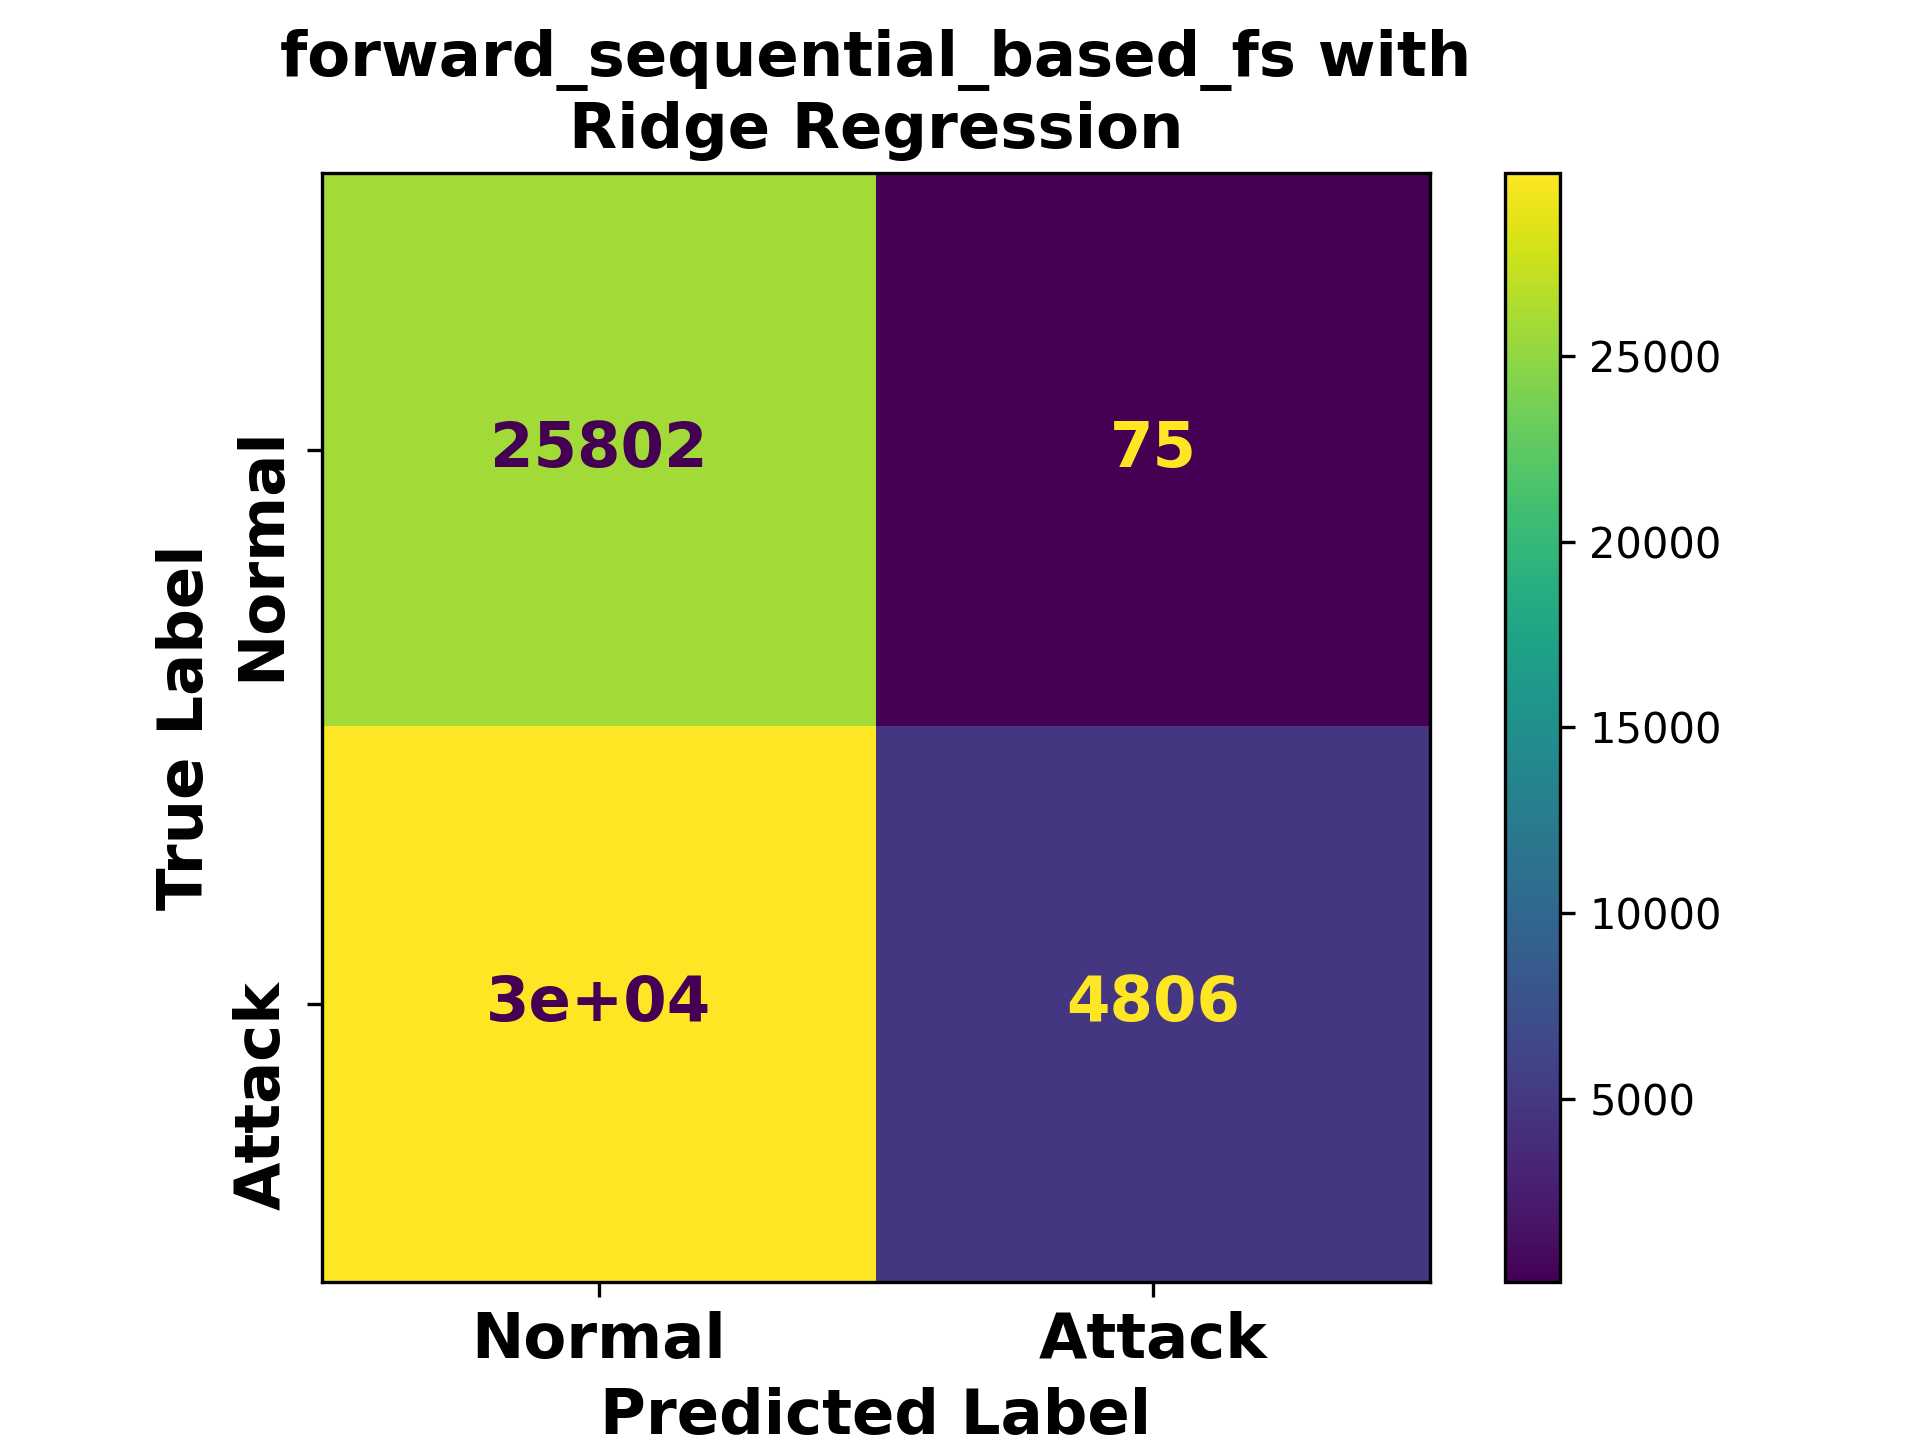 forward_sequential_based_fs with
Ridge Regression
True Label
Normal
25802
75
Attack
3e+04
4806
Normal
Attack
Predicted Label
25000
20000
15000
10000
5000